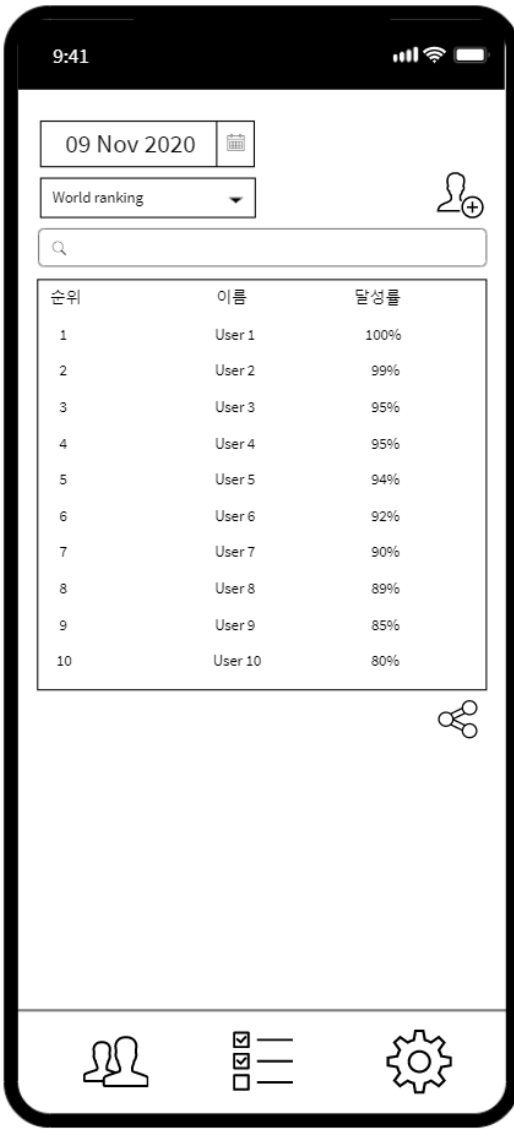 9:41
09 Nov 2020
World ranking
순위 이름 달성률
1 User 1 100%
2 User 2 99%
3 User 3 95%
4 User 4 95%
5 User 5 94%
6 User 6 92%
7 User 7 90%
8 User 8 89%
9 User 9 85%
10 User 10 80%